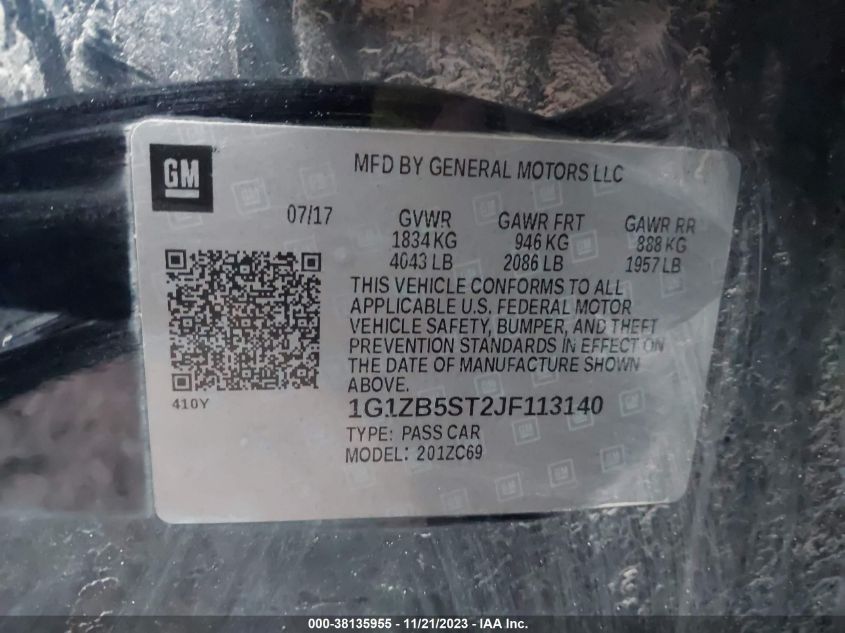 GM
MFD BY GENERAL MOTORS LLC
07/17 GVWR GAWR FRT GAWR RR
1834 KG 946 KG 888 KG
4043 LB 2086 LB 1957 LB
THIS VEHICLE CONFORMS TO ALL
APPLICABLE U.S. FEDERAL MOTOR
VEHICLE SAFETY, BUMPER, AND THEFT
PREVENTION STANDARDS IN EFFECT ON
THE DATE OF MANUFACTURE SHOWN
ABOVE.
410Y
1G1ZB5ST2JF113140
TYPE: PASS CAR
MODEL: 201ZC69
000-38135955 - 11/21/2023 - iaai.com